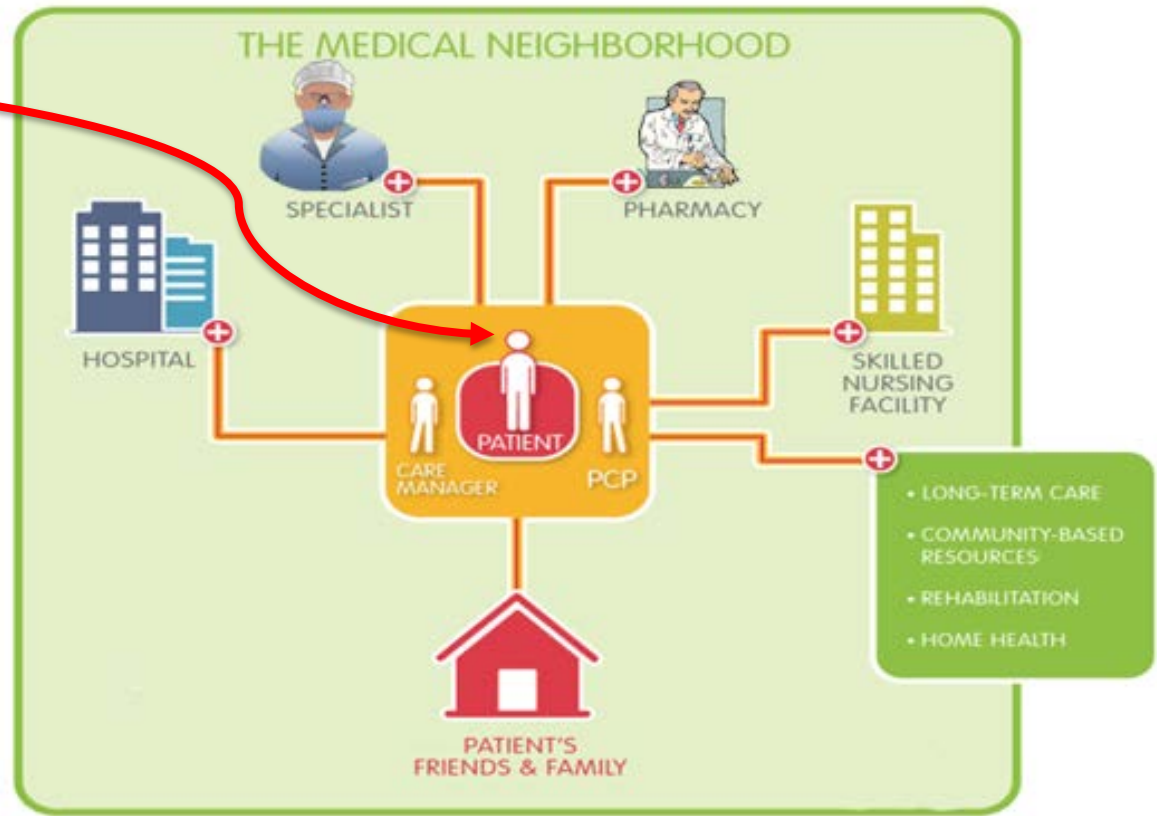 THE MEDICAL NEIGHBORHOOD
SPECIALIST
PHARMACY
HOSPITAL
SKILLED
NURSING
FACILITY
PATIENT
CARE
MANAGER
PCP
• LONG-TERM CARE
• COMMUNITY-BASED
RESOURCES
• REHABILITATION
• HOME HEALTH
PATIENT'S
FRIENDS & FAMILY